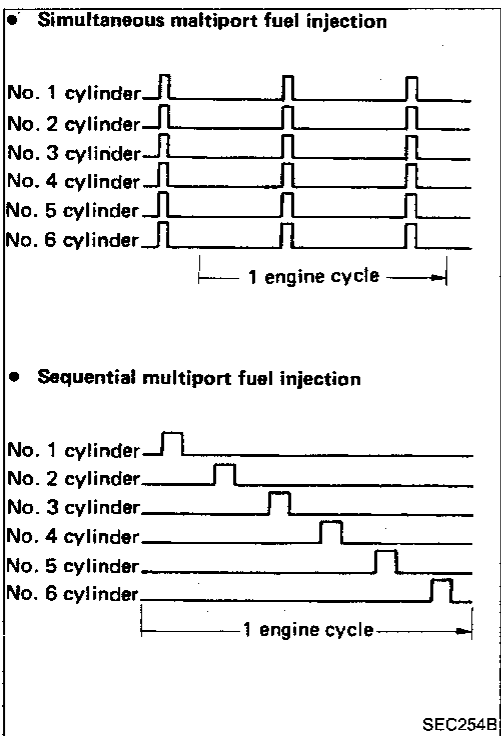 • Simultaneous maltiport fuel injection
No. 1 cylinder
No. 2 cylinder
No. 3 cylinder
No. 4 cylinder
No. 5 cylinder
No. 6 cylinder
1 engine cycle
• Sequential multiport fuel injection
No. 1 cylinder
No. 2 cylinder
No. 3 cylinder
No. 4 cylinder
No. 5 cylinder
No. 6 cylinder
1 engine cycle
SEC254B